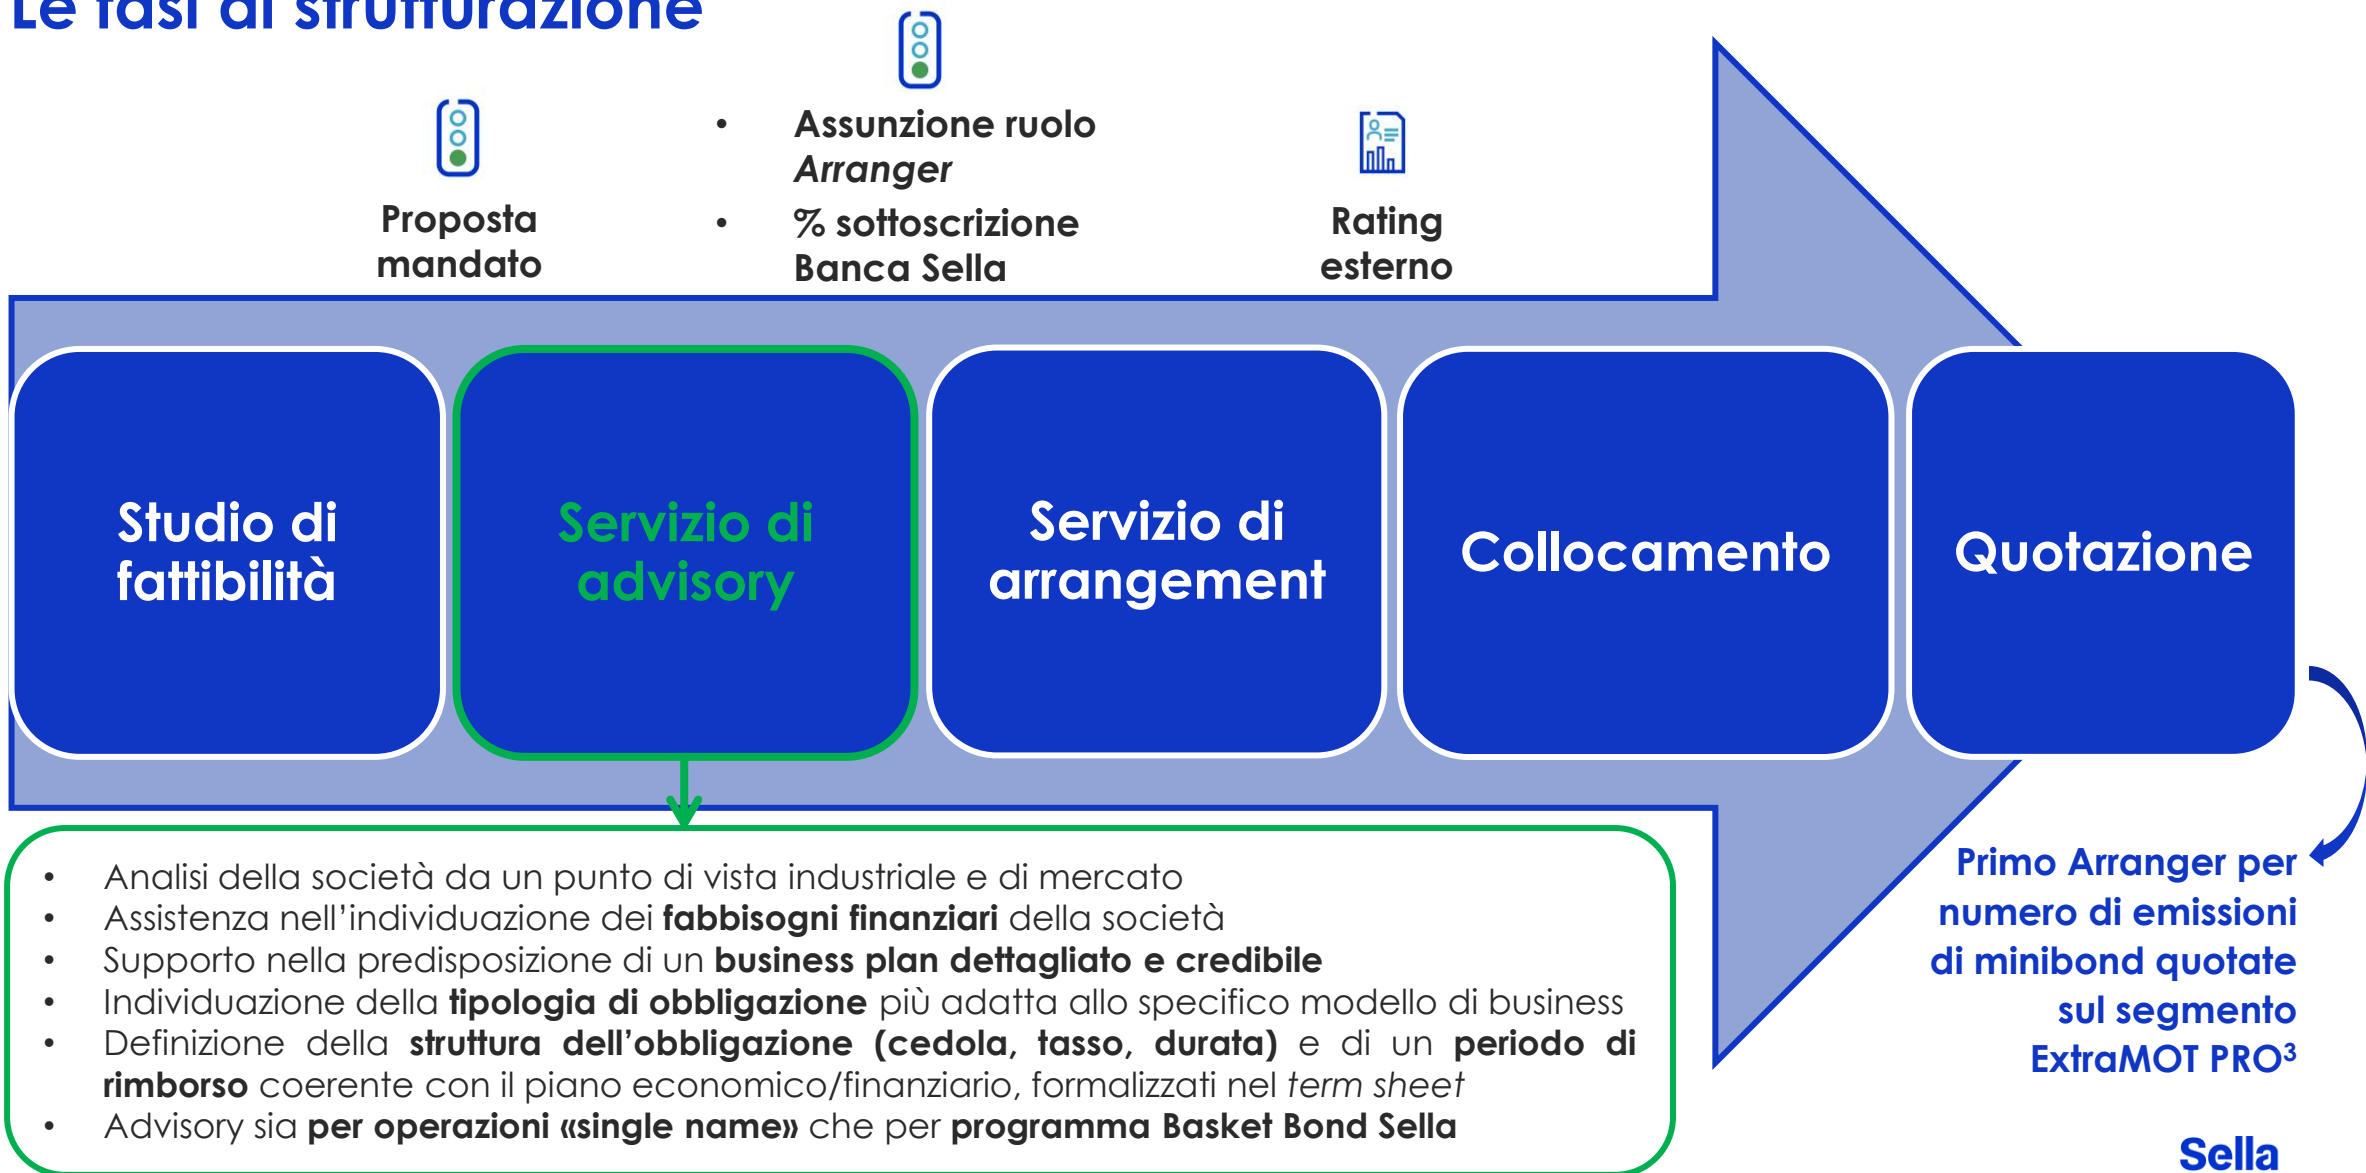 Le fasi di strutturazione
Proposta
mandato
• Assunzione ruolo
Arranger
• % sottoscrizione
Banca Sella
Rating
esterno
Studio di
fattibilità
Servizio di
advisory
Servizio di
arrangement
Collocamento
Quotazione
• Analisi della società da un punto di vista industriale e di mercato
• Assistenza nell’individuazione dei fabbisogni finanziari della società
• Supporto nella predisposizione di un business plan dettagliato e credibile
• Individuazione della tipologia di obbligazione più adatta allo specifico modello di business
• Definizione della struttura dell’obbligazione (cedola, tasso, durata) e di un periodo di
rimborso coerente con il piano economico/finanziario, formalizzati nel term sheet
• Advisory sia per operazioni «single name» che per programma Basket Bond Sella
Primo Arranger per
numero di emissioni
di minibond quotate
sul segmento
ExtraMOT PRO³
Sella